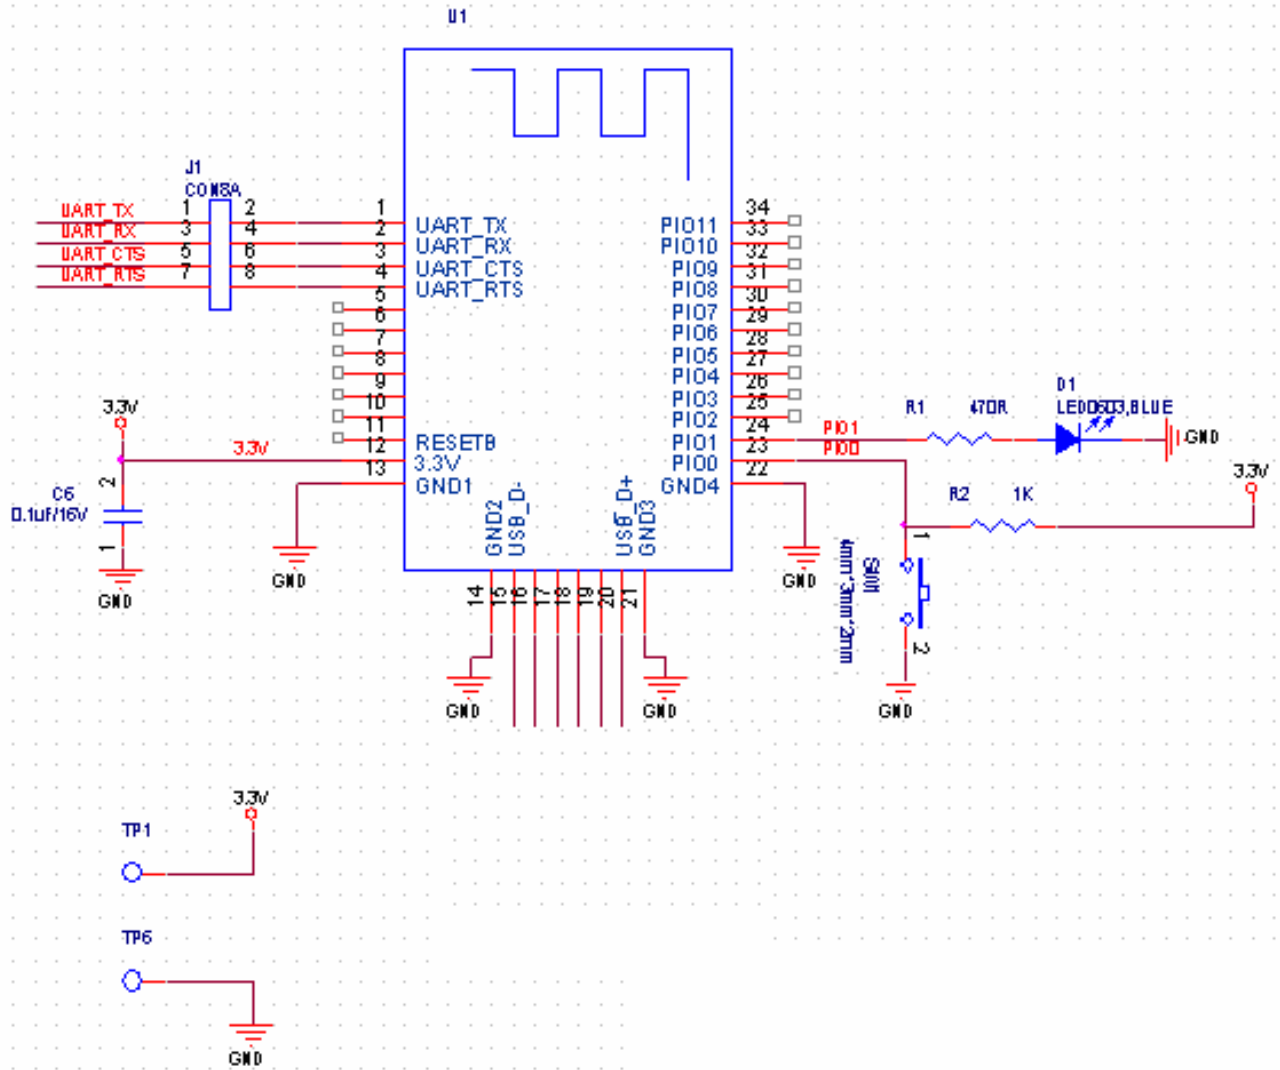 U1
J1
CON8A
UART_TX 1 2
UART_RX 3 4
UART_CTS 5 6
UART_RTS 7 8
1 UART_TX
2 UART_RX
3 UART_CTS
4 UART_RTS
5
6
7
8
9
10
11 RESETB
12 3.3V
13 GND1
PIO11 34
PIO10 33
PIO9 32
PIO8 31
PIO7 30
PIO6 29
PIO5 28
PIO4 27
PIO3 26
PIO2 25
PIO1 24
PIO0 23
GND4 22
GND2
USB_D-
USB_D+
GND3
14 15 16 17 18 19 20 21
3.3V
3.3V
2
C6
0.1uF/16V
1
GND
GND
GND
GND
GND
PIO1
PIO0
R1 470R
D1
LED0603,BLUE
GND
R2 1K
3.3V
1
4mm*3mm*2mm
2
GND
3.3V
TP1
TP6
GND